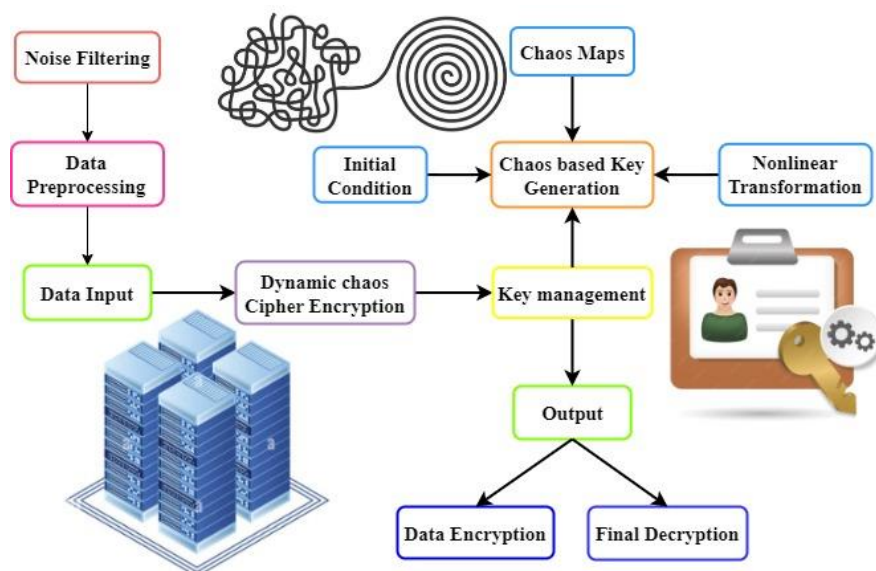 Noise Filtering
Chaos Maps
Data
Preprocessing
Initial
Condition
Chaos based Key
Generation
Nonlinear
Transformation
Data Input
Dynamic chaos
Cipher Encryption
Key management
Output
Data Encryption
Final Decryption